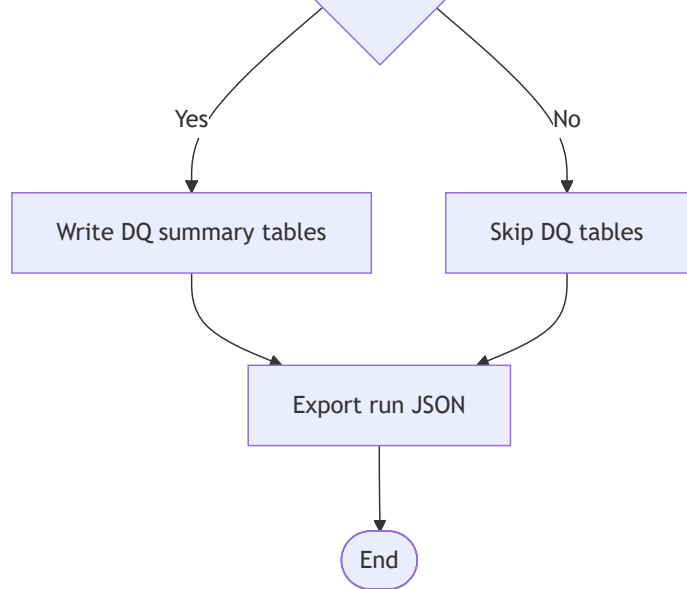 Yes
No
Write DQ summary tables
Skip DQ tables
Export run JSON
End